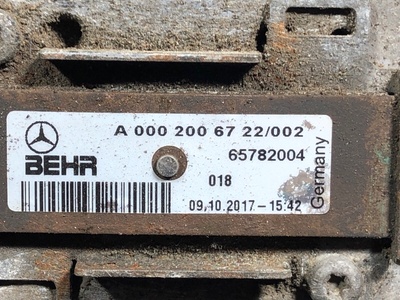 A 000 200 67 22/002
BEHR
65782004
018
09.10.2017-15:42
Germany